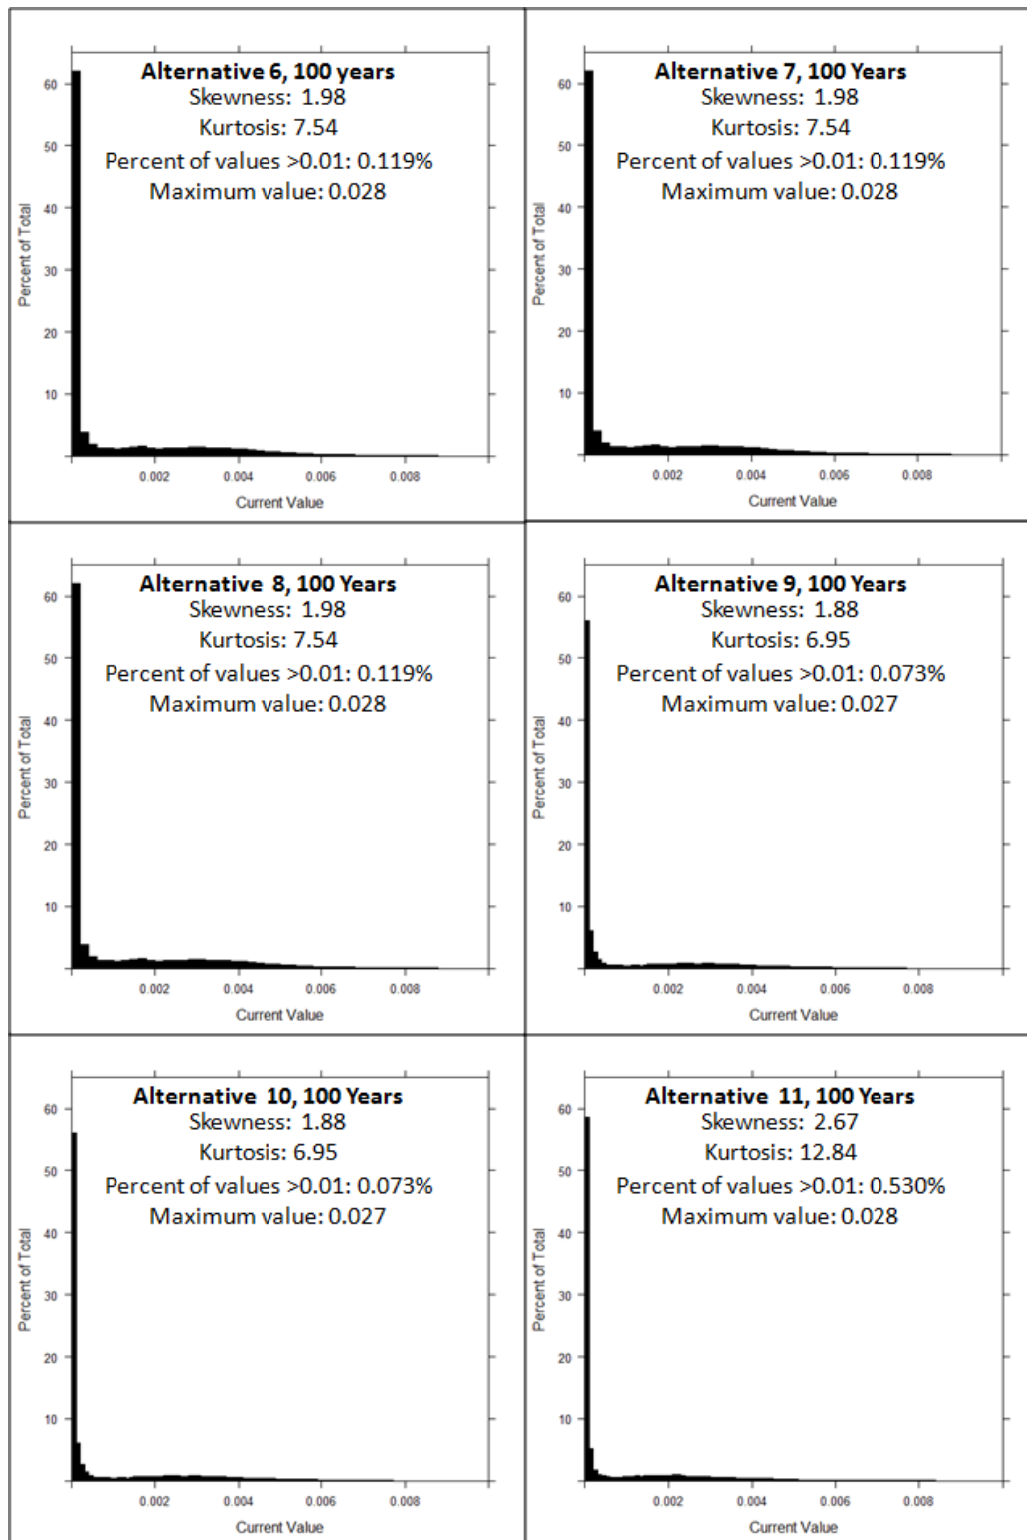 Alternative 6, 100 years
Skewness: 1.98
Kurtosis: 7.54
Percent of values >0.01: 0.119%
Maximum value: 0.028
Percent of Total
60
50
40
30
20
10
0.002 0.004 0.006 0.008
Current Value
Alternative 7, 100 Years
Skewness: 1.98
Kurtosis: 7.54
Percent of values >0.01: 0.119%
Maximum value: 0.028
Percent of Total
60
50
40
30
20
10
0.002 0.004 0.006 0.008
Current Value
Alternative 8, 100 Years
Skewness: 1.98
Kurtosis: 7.54
Percent of values >0.01: 0.119%
Maximum value: 0.028
Percent of Total
60
50
40
30
20
10
0.002 0.004 0.006 0.008
Current Value
Alternative 9, 100 Years
Skewness: 1.88
Kurtosis: 6.95
Percent of values >0.01: 0.073%
Maximum value: 0.027
Percent of Total
60
50
40
30
20
10
0.002 0.004 0.006 0.008
Current Value
Alternative 10, 100 Years
Skewness: 1.88
Kurtosis: 6.95
Percent of values >0.01: 0.073%
Maximum value: 0.027
Percent of Total
60
50
40
30
20
10
0.002 0.004 0.006 0.008
Current Value
Alternative 11, 100 Years
Skewness: 2.67
Kurtosis: 12.84
Percent of values >0.01: 0.530%
Maximum value: 0.028
Percent of Total
60
50
40
30
20
10
0.002 0.004 0.006 0.008
Current Value